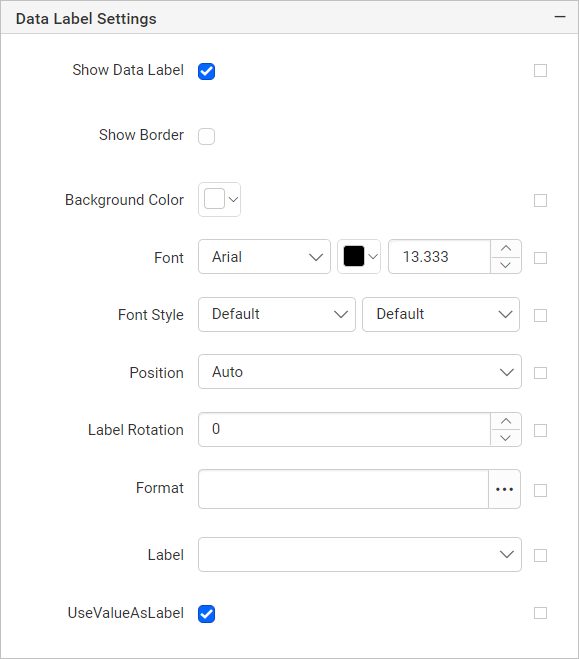 Data Label Settings
Show Data Label
Show Border
Background Color
Font Arial 13.333
Font Style Default Default
Position Auto
Label Rotation 0
Format ...
Label
UseValueAsLabel